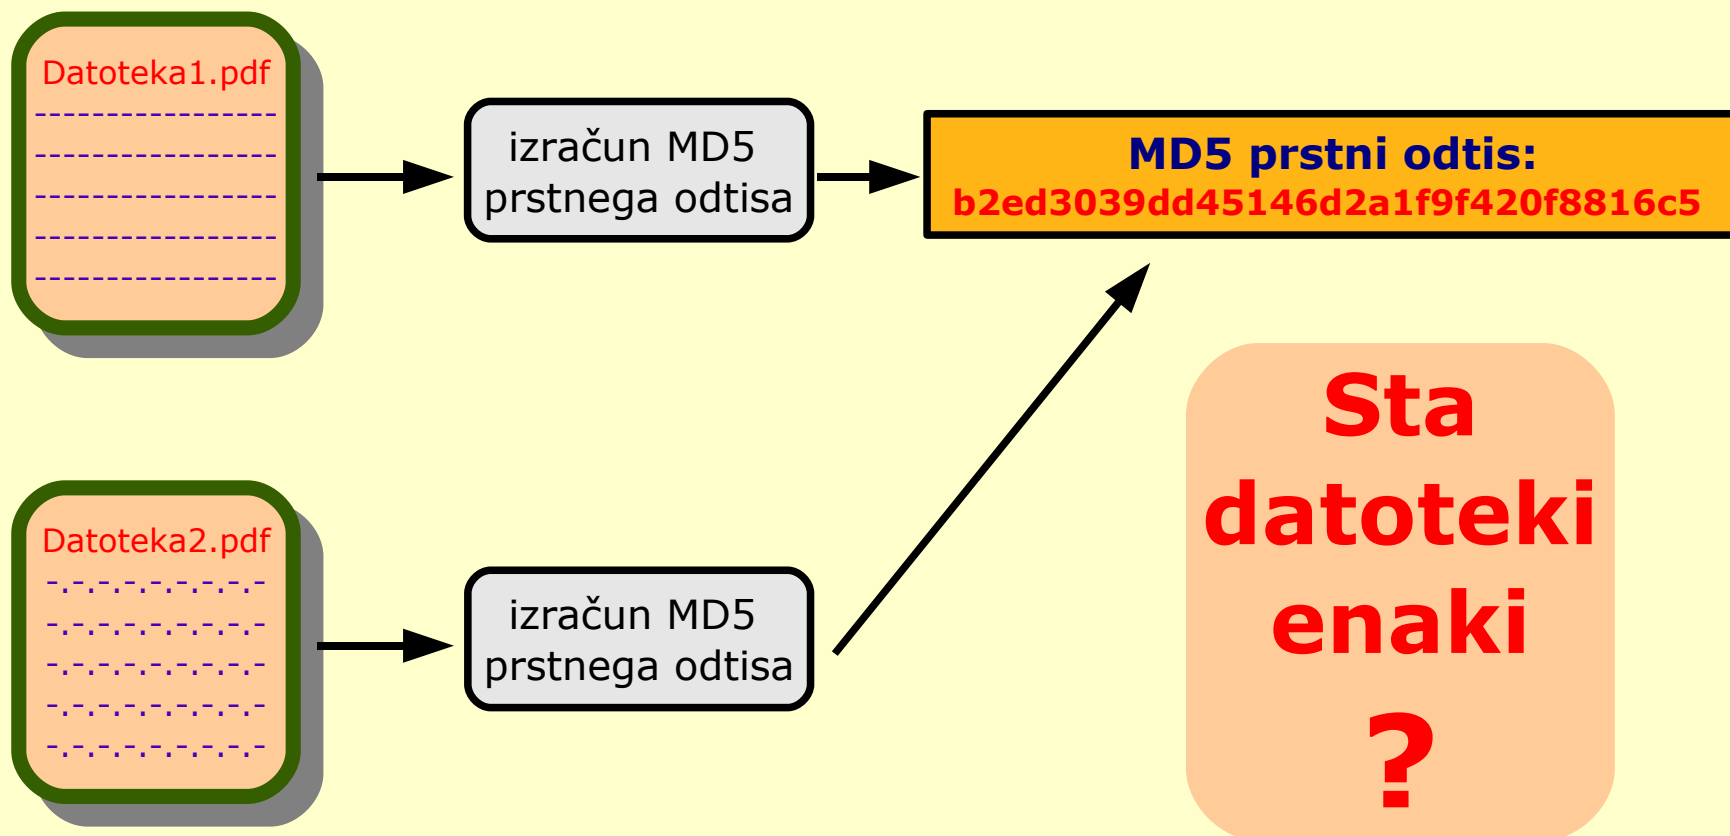 Datoteka1.pdf
-----------------
-----------------
-----------------
-----------------
-----------------
izračun MD5
prstnega odtisa
MD5 prstni odtis:
b2ed3039dd45146d2a1f9f420f8816c5
Datoteka2.pdf
-.-.-.-.-.-.-.-.-
-.-.-.-.-.-.-.-.-
-.-.-.-.-.-.-.-.-
-.-.-.-.-.-.-.-.-
-.-.-.-.-.-.-.-.-
izračun MD5
prstnega odtisa
Sta
datoteki
enaki
?